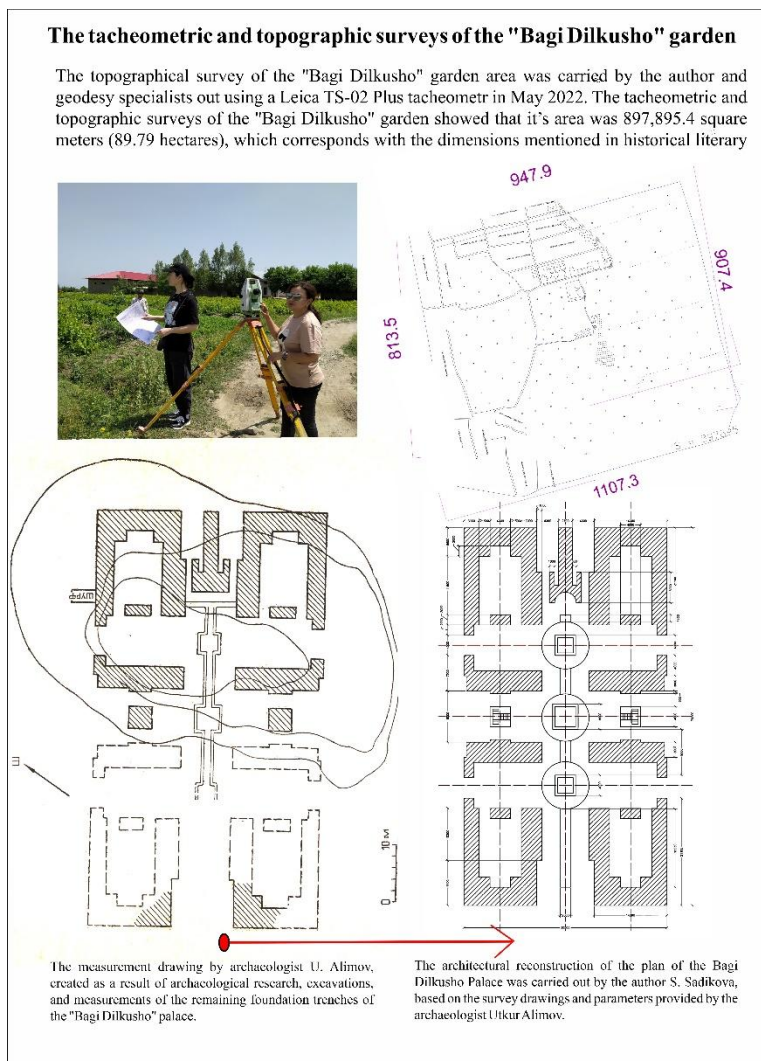 The tacheometric and topographic surveys of the "Bagi Dilkusho" garden
The topographical survey of the "Bagi Dilkusho" garden area was carried by the author and
geodesy specialists out using a Leica TS-02 Plus tacheometr in May 2022. The tacheometric and
topographic surveys of the "Bagi Dilkusho" garden showed that it's area was 897,895.4 square
meters (89.79 hectares), which corresponds with the dimensions mentioned in historical literary
947.9
907.4
813.5
1107.3
ШУРФ
Ш
0 10 м
The measurement drawing by archaeologist U. Alimov,
created as a result of archaeological research, excavations,
and measurements of the remaining foundation trenches of
the "Bagi Dilkusho" palace.
The architectural reconstruction of the plan of the Bagi
Dilkusho Palace was carried out by the author S. Sadikova,
based on the survey drawings and parameters provided by the
archaeologist Utkur Alimov.